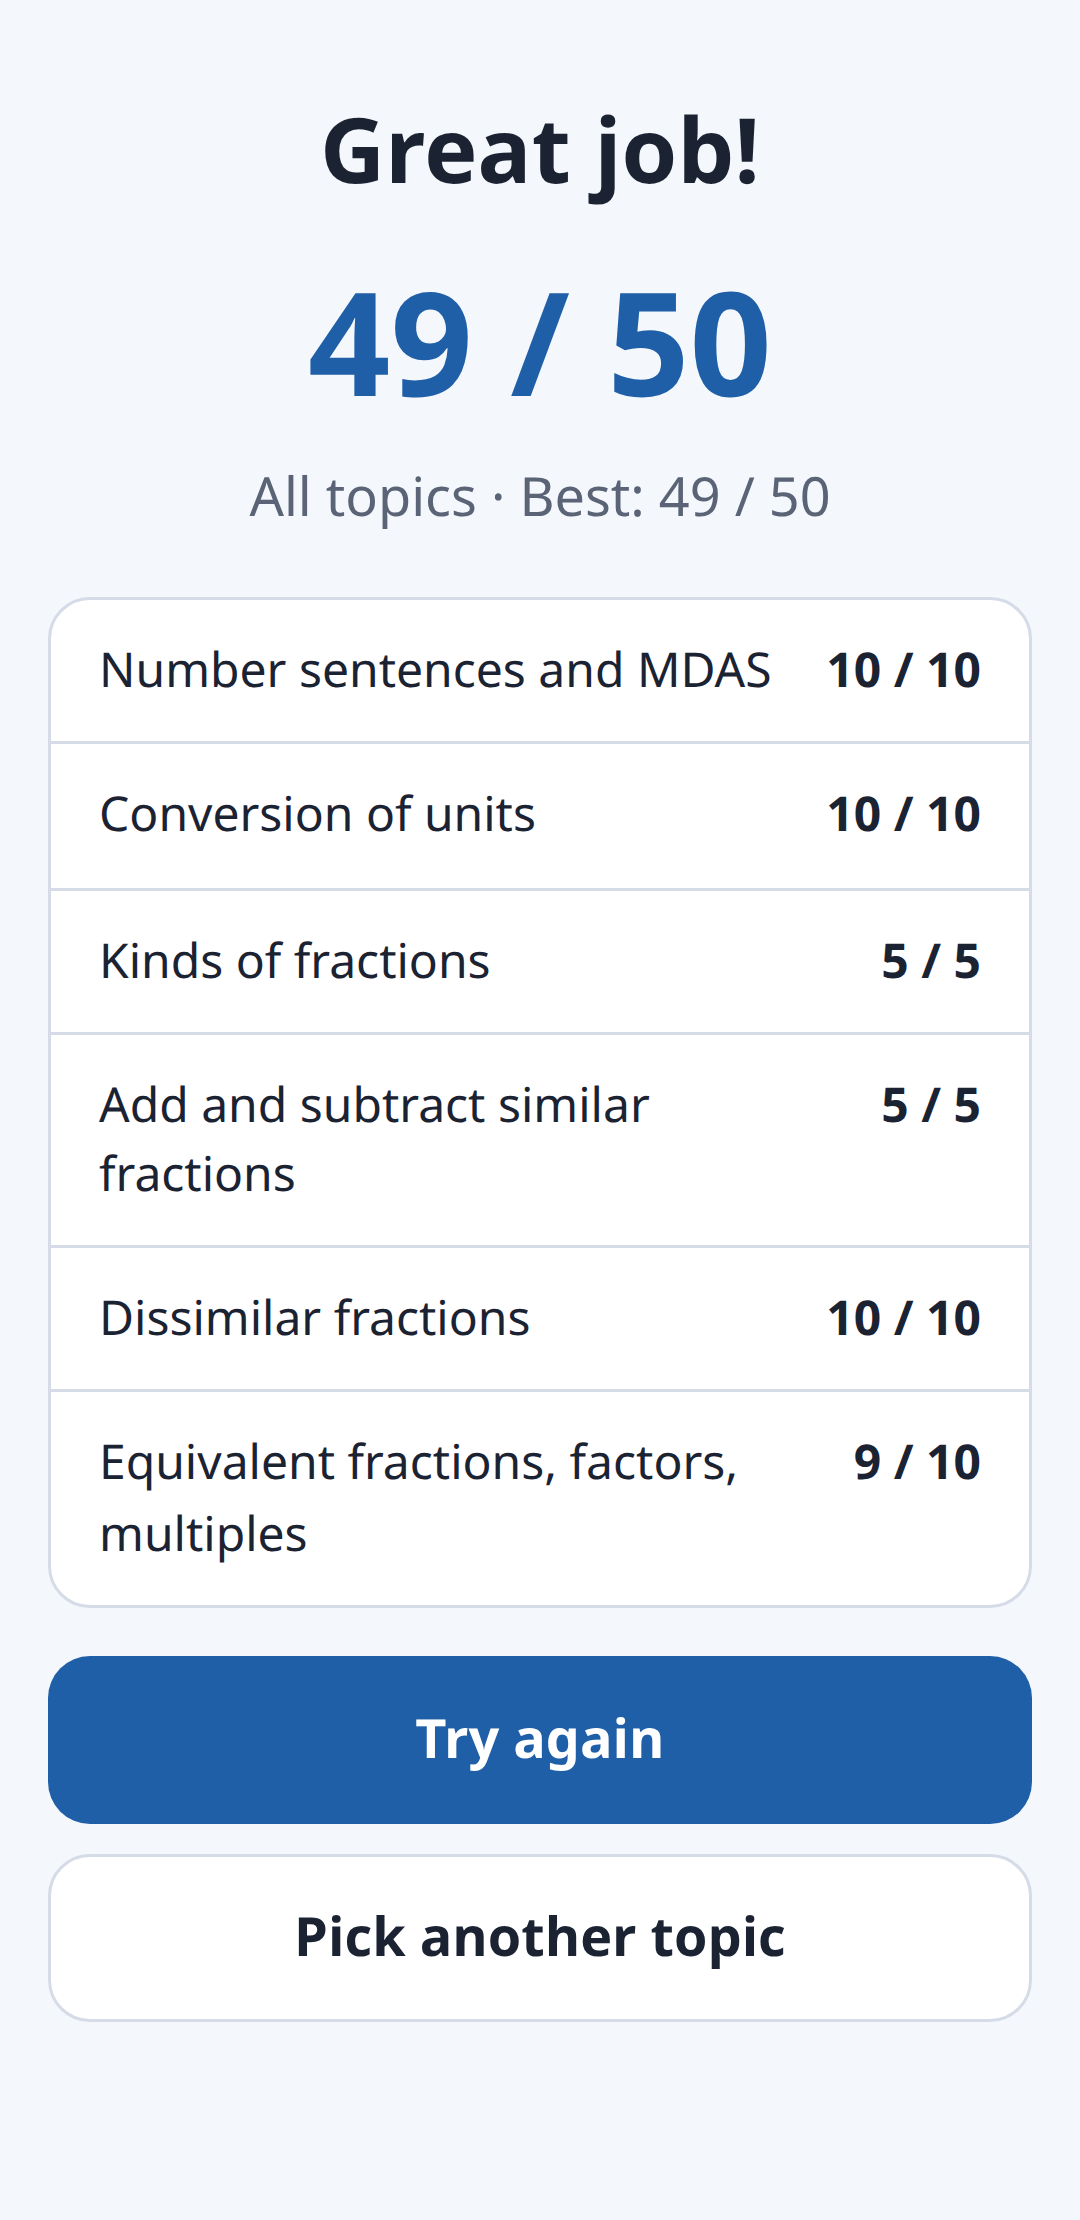 Great job!
49 / 50
All topics · Best: 49 / 50
Number sentences and MDAS 10 / 10
Conversion of units 10 / 10
Kinds of fractions 5 / 5
Add and subtract similar 5 / 5
fractions
Dissimilar fractions 10 / 10
Equivalent fractions, factors, 9 / 10
multiples
Try again
Pick another topic